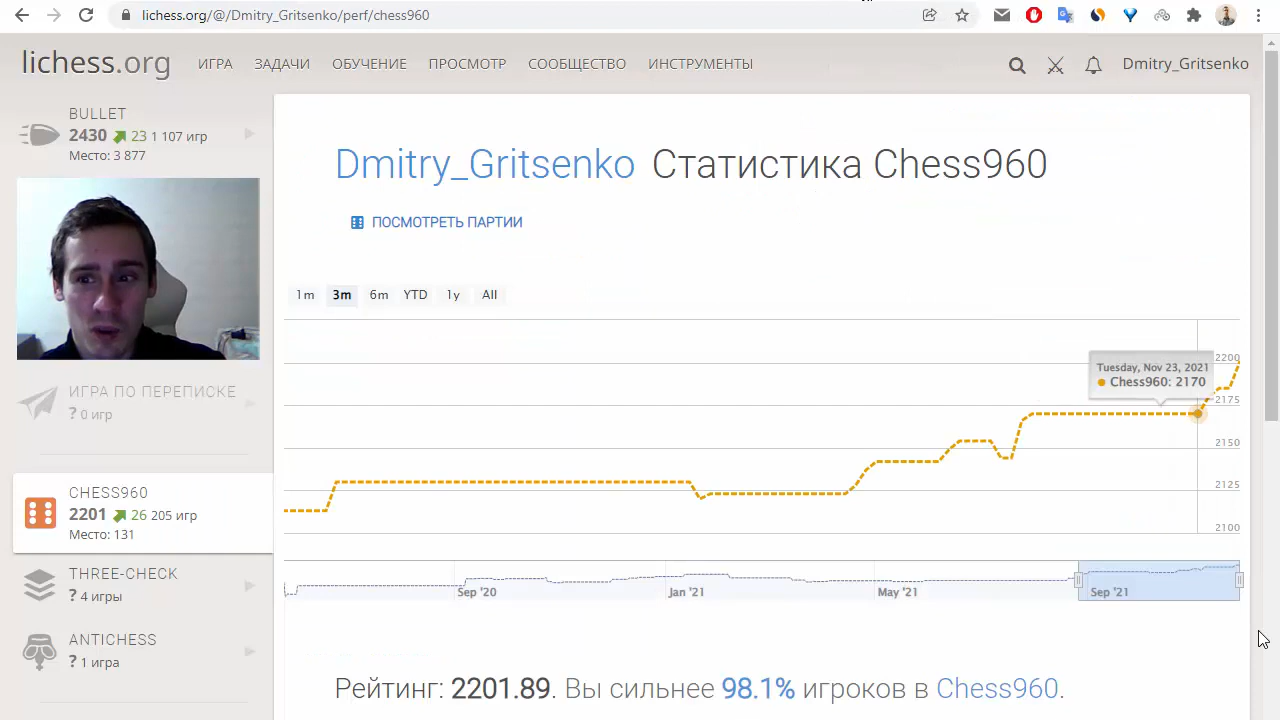 lichess.org/@/Dmitry_Gritsenko/perf/chess960
lichess.org ИГРА ЗАДАЧИ ОБУЧЕНИЕ ПРОСМОТР СООБЩЕСТВО ИНСТРУМЕНТЫ Dmitry_Gritsenko
BULLET
2430 23 1 107 игр
Место: 3 877
ИГРА ПО ПЕРЕПИСКЕ
? 0 игр
CHESS960
2201 26 205 игр
Место: 131
THREE-CHECK
? 4 игры
ANTICHESS
? 1 игра
Dmitry_Gritsenko Статистика Chess960
ПОСМОТРЕТЬ ПАРТИИ
1m 3m 6m YTD 1y All
Tuesday, Nov 23, 2021
Chess960: 2170
2200
2175
2150
2125
2100
Sep '20 Jan '21 May '21 Sep '21
Рейтинг: 2201.89. Вы сильнее 98.1% игроков в Chess960.